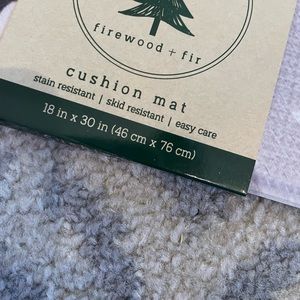 firewood + fir
cushion mat
stain resistant | skid resistant | easy care
18 in x 30 in (46 cm x 76 cm)